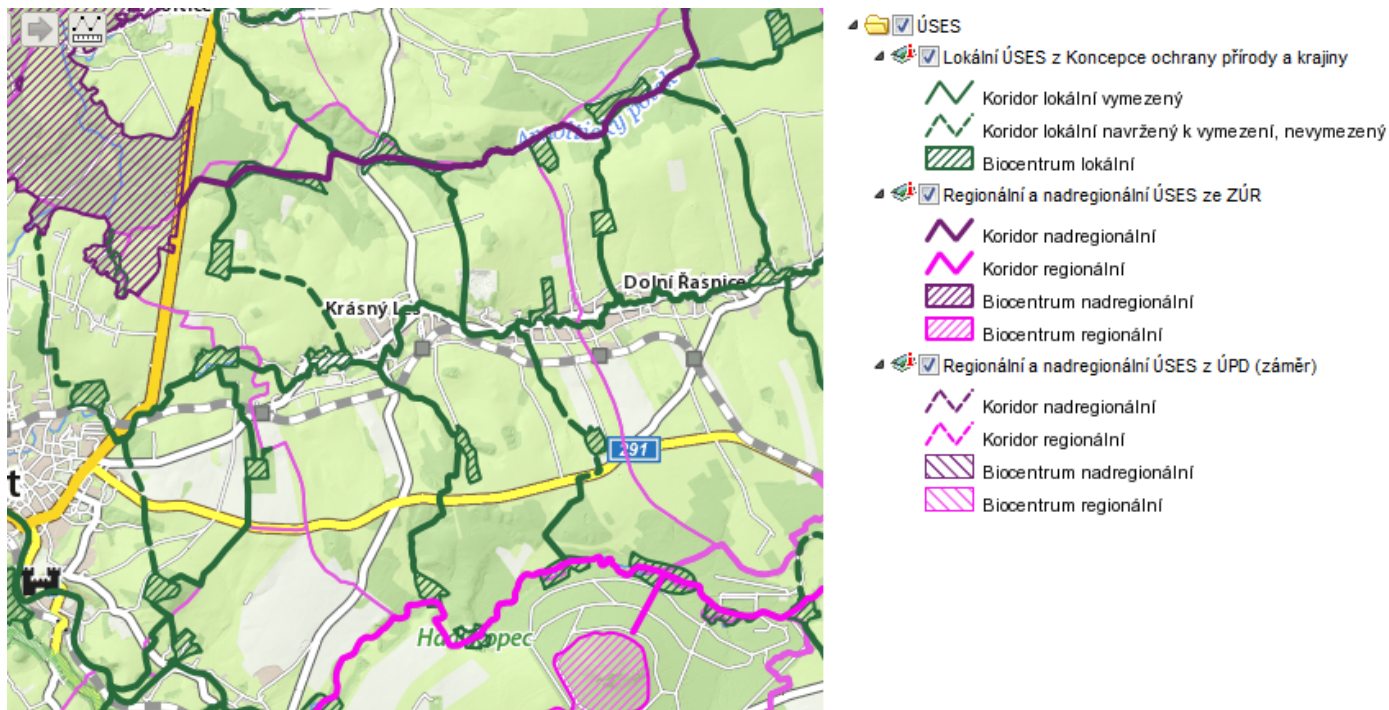 Krásný Les
Dolní Řasnice
291
t
ÚSES
Lokální ÚSES z Koncepce ochrany přírody a krajiny
Koridor lokální vymezený
Koridor lokální navržený k vymezení, nevymezený
Biocentrum lokální
Regionální a nadregionální ÚSES ze ZÚR
Koridor nadregionální
Koridor regionální
Biocentrum nadregionální
Biocentrum regionální
Regionální a nadregionální ÚSES z ÚPD (záměr)
Koridor nadregionální
Koridor regionální
Biocentrum nadregionální
Biocentrum regionální